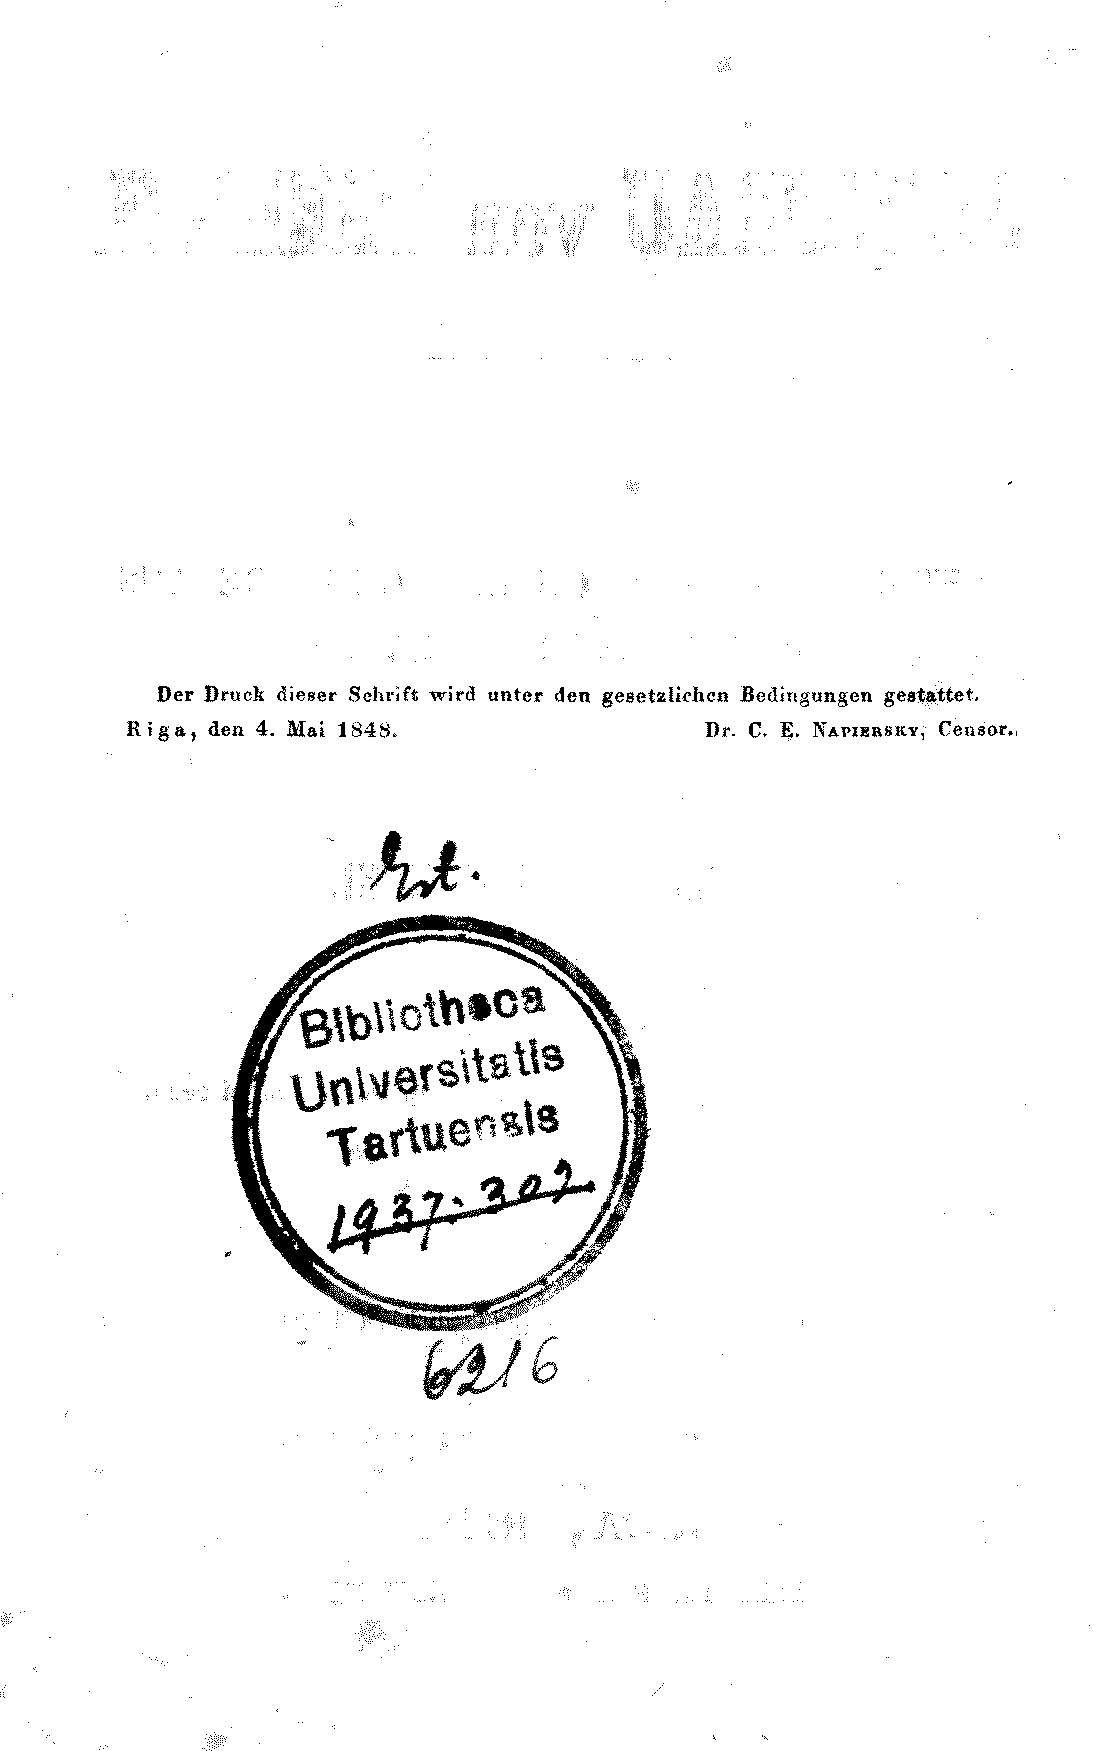 Der Druck dieser Schrift wird unter den gesetzlichen Bedingungen gestattet.
Riga, den 4. Mai 1848. Dr. C. E. NAPIERSKY, Censor.
Est.
Bibliotheca
Universitatis
Tartuensis
1937:302.
6216